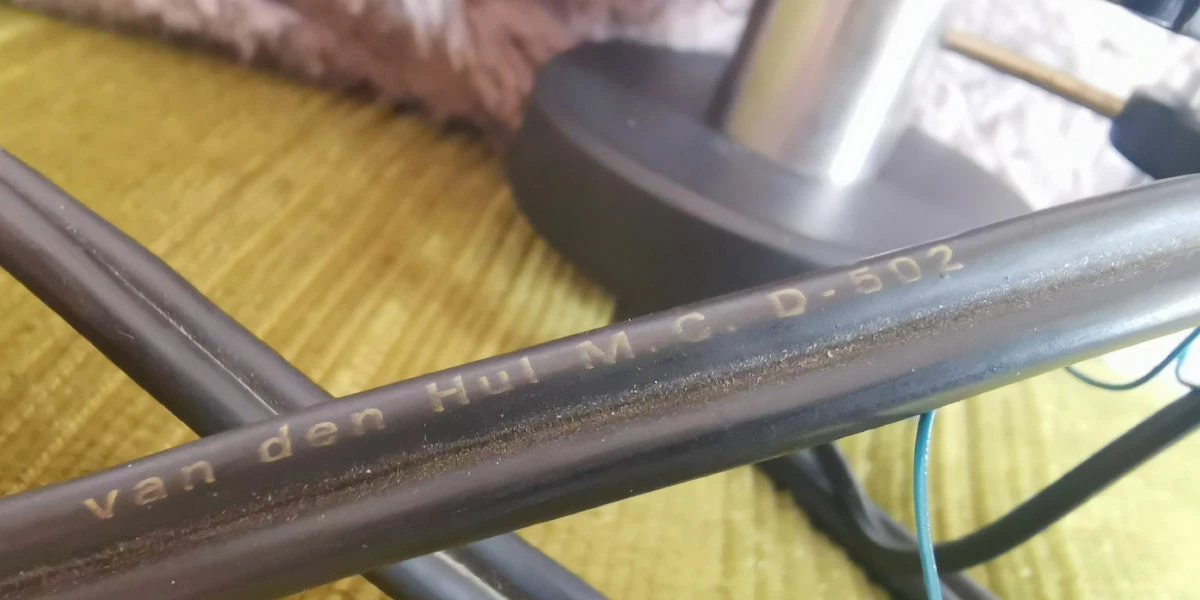 van den Hul M.C. D-502